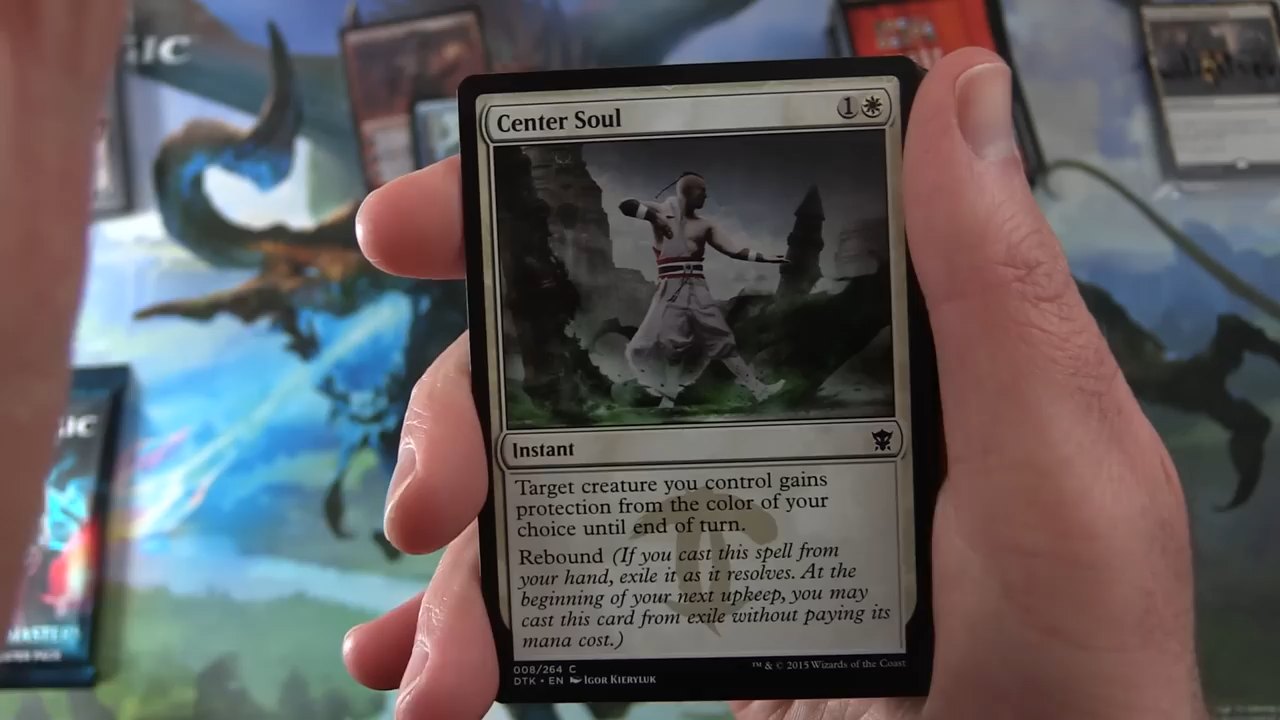 GIC
Center Soul
1
Instant
Target creature you control gains
protection from the color of your
choice until end of turn.
Rebound (If you cast this spell from
your hand, exile it as it resolves. At the
beginning of your next upkeep, you may
cast this card from exile without paying its
mana cost.)
008/264 C
DTK • EN Igor Kieryluk
™ & © 2015 Wizards of the Coast
GIC
MASTERS